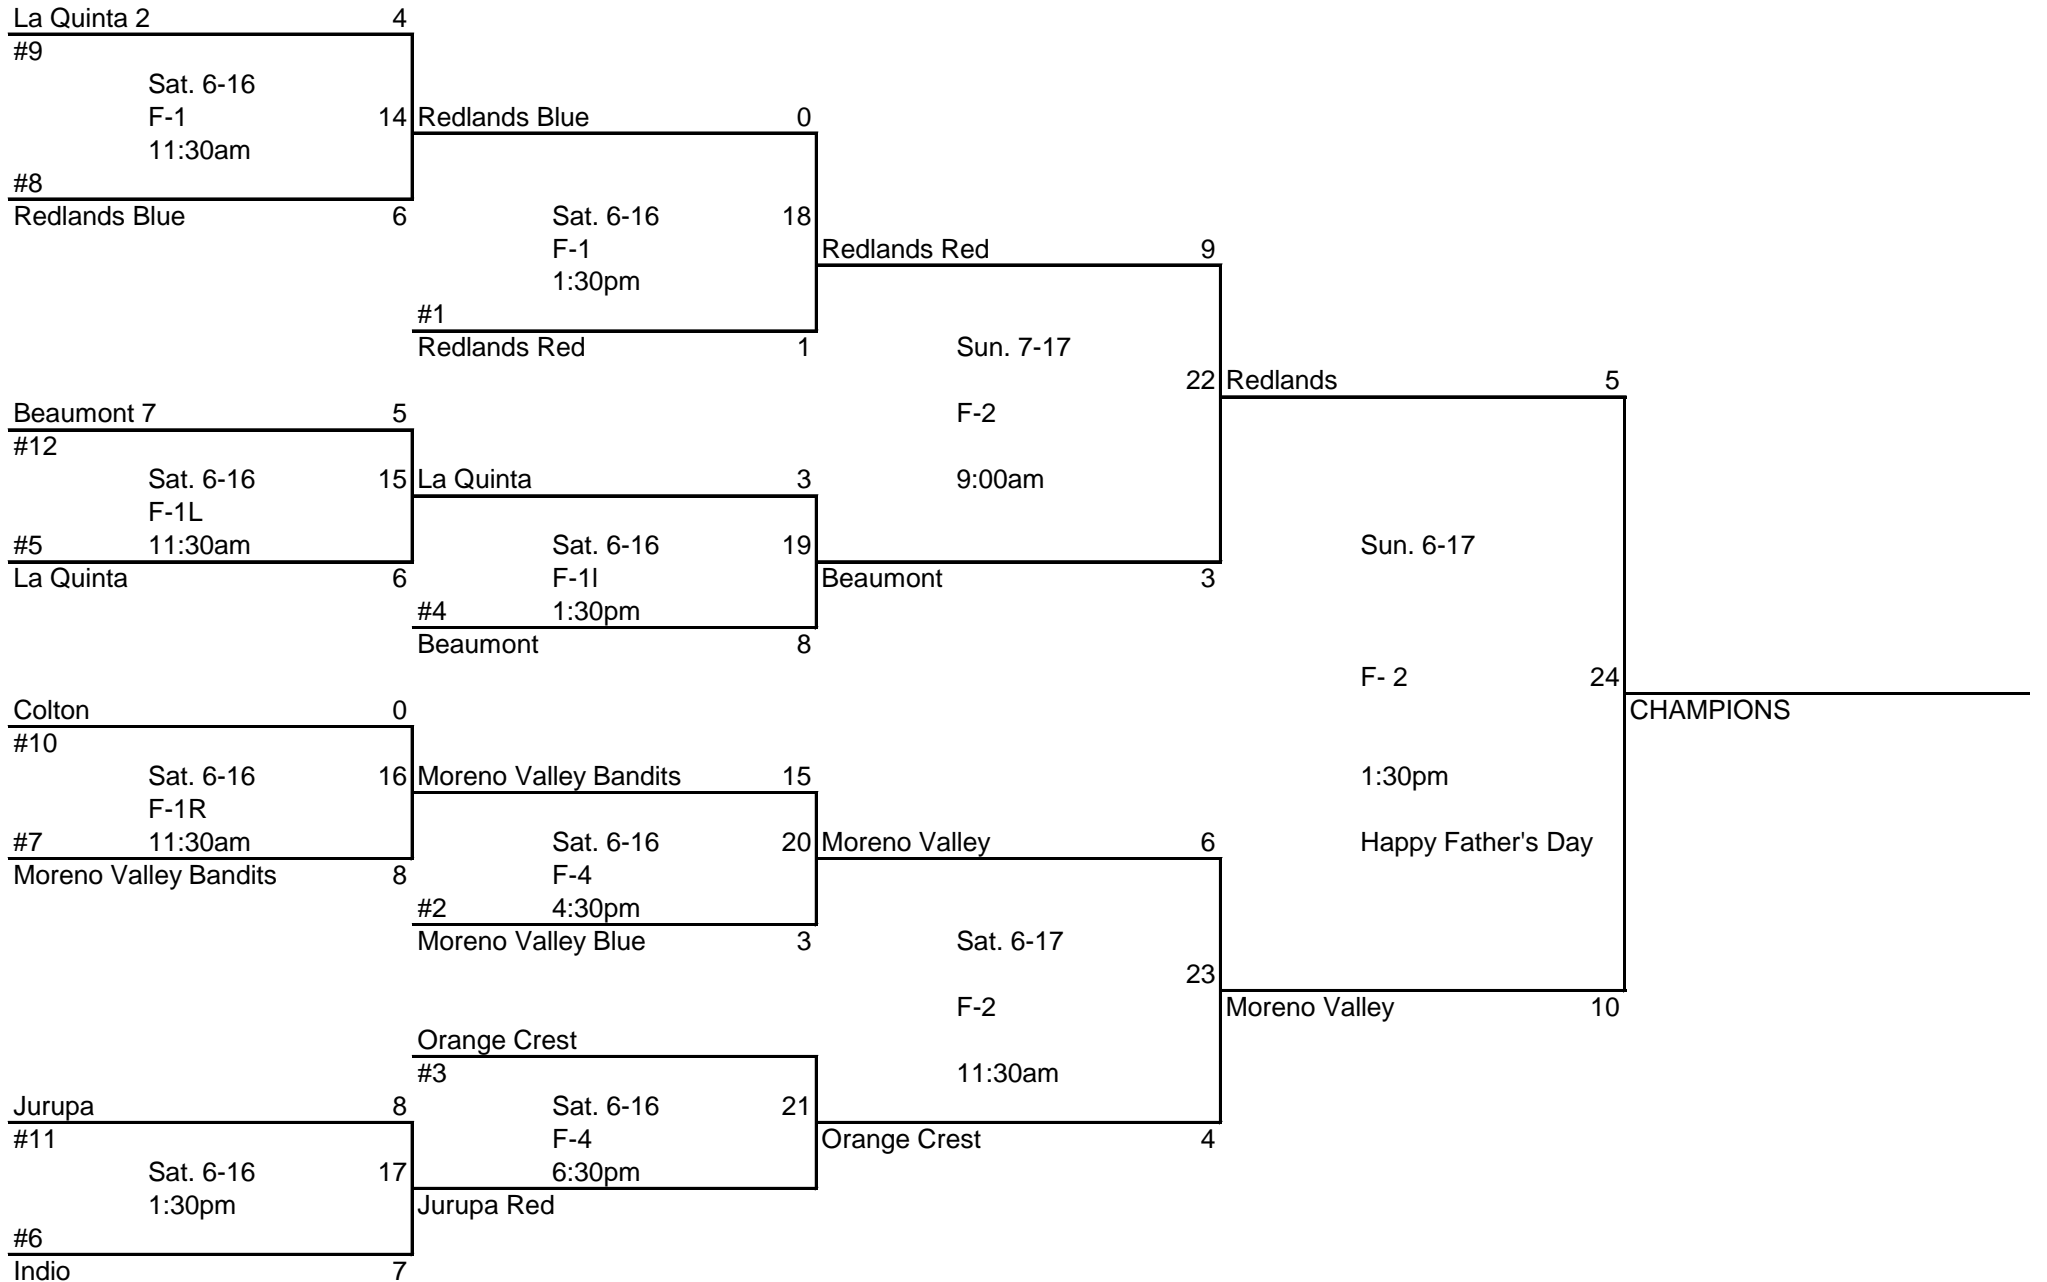 La Quinta 2 4
#9
Sat. 6-16
F-1 14 Redlands Blue 0
11:30am
#8
Redlands Blue 6 Sat. 6-16 18
F-1 Redlands Red 9
1:30pm
#1
Redlands Red 1 Sun. 7-17
22 Redlands 5
Beaumont 7 5 F-2
#12
Sat. 6-16 15 La Quinta 3 9:00am
F-1L
#5 11:30am Sat. 6-16 19 Sun. 6-17
La Quinta 6 F-1l Beaumont 3
#4 1:30pm
Beaumont 8
F- 2 24
Colton 0 CHAMPIONS
#10
Sat. 6-16 16 Moreno Valley Bandits 15 1:30pm
F-1R
#7 11:30am Sat. 6-16 20 Moreno Valley 6 Happy Father's Day
Moreno Valley Bandits 8 F-4
#2 4:30pm
Moreno Valley Blue 3 Sat. 6-17
23
F-2 Moreno Valley 10
Orange Crest
#3 11:30am
Jurupa 8 Sat. 6-16 21
#11 F-4 Orange Crest 4
Sat. 6-16 17 6:30pm
1:30pm Jurupa Red
#6
Indio 7